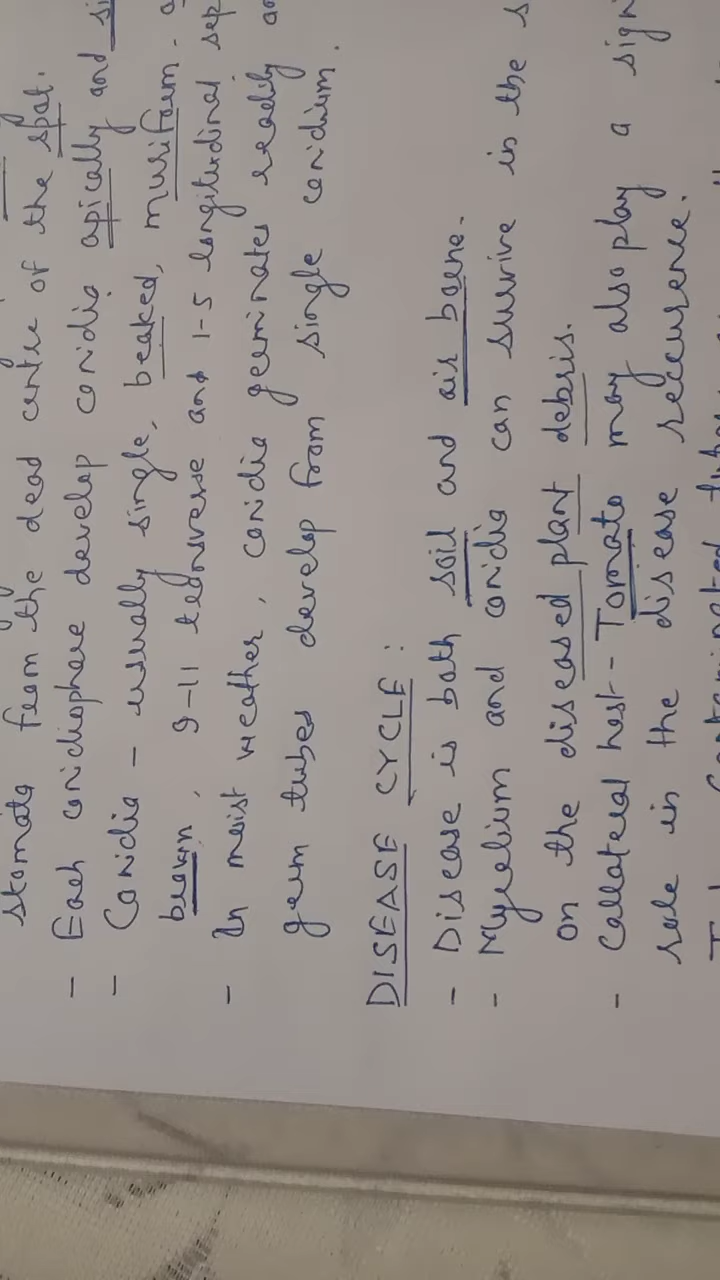 stomata from the dead centre of the spot.
- Each conidiophore develop conidia apically and
- Conidia - usually single, beaked, muriform -
brown, 9-11 transverse and 1-5 longitudinal sep
- In moist weather, conidia germinates readily
germ tubes develop from single conidium.
DISEASE CYCLE:
- Disease is both soil and air borne.
- Mycelium and conidia can survive in the s
on the diseased plant debris.
- Collateral host - Tomato may also play a sign
role in the disease reccurence.